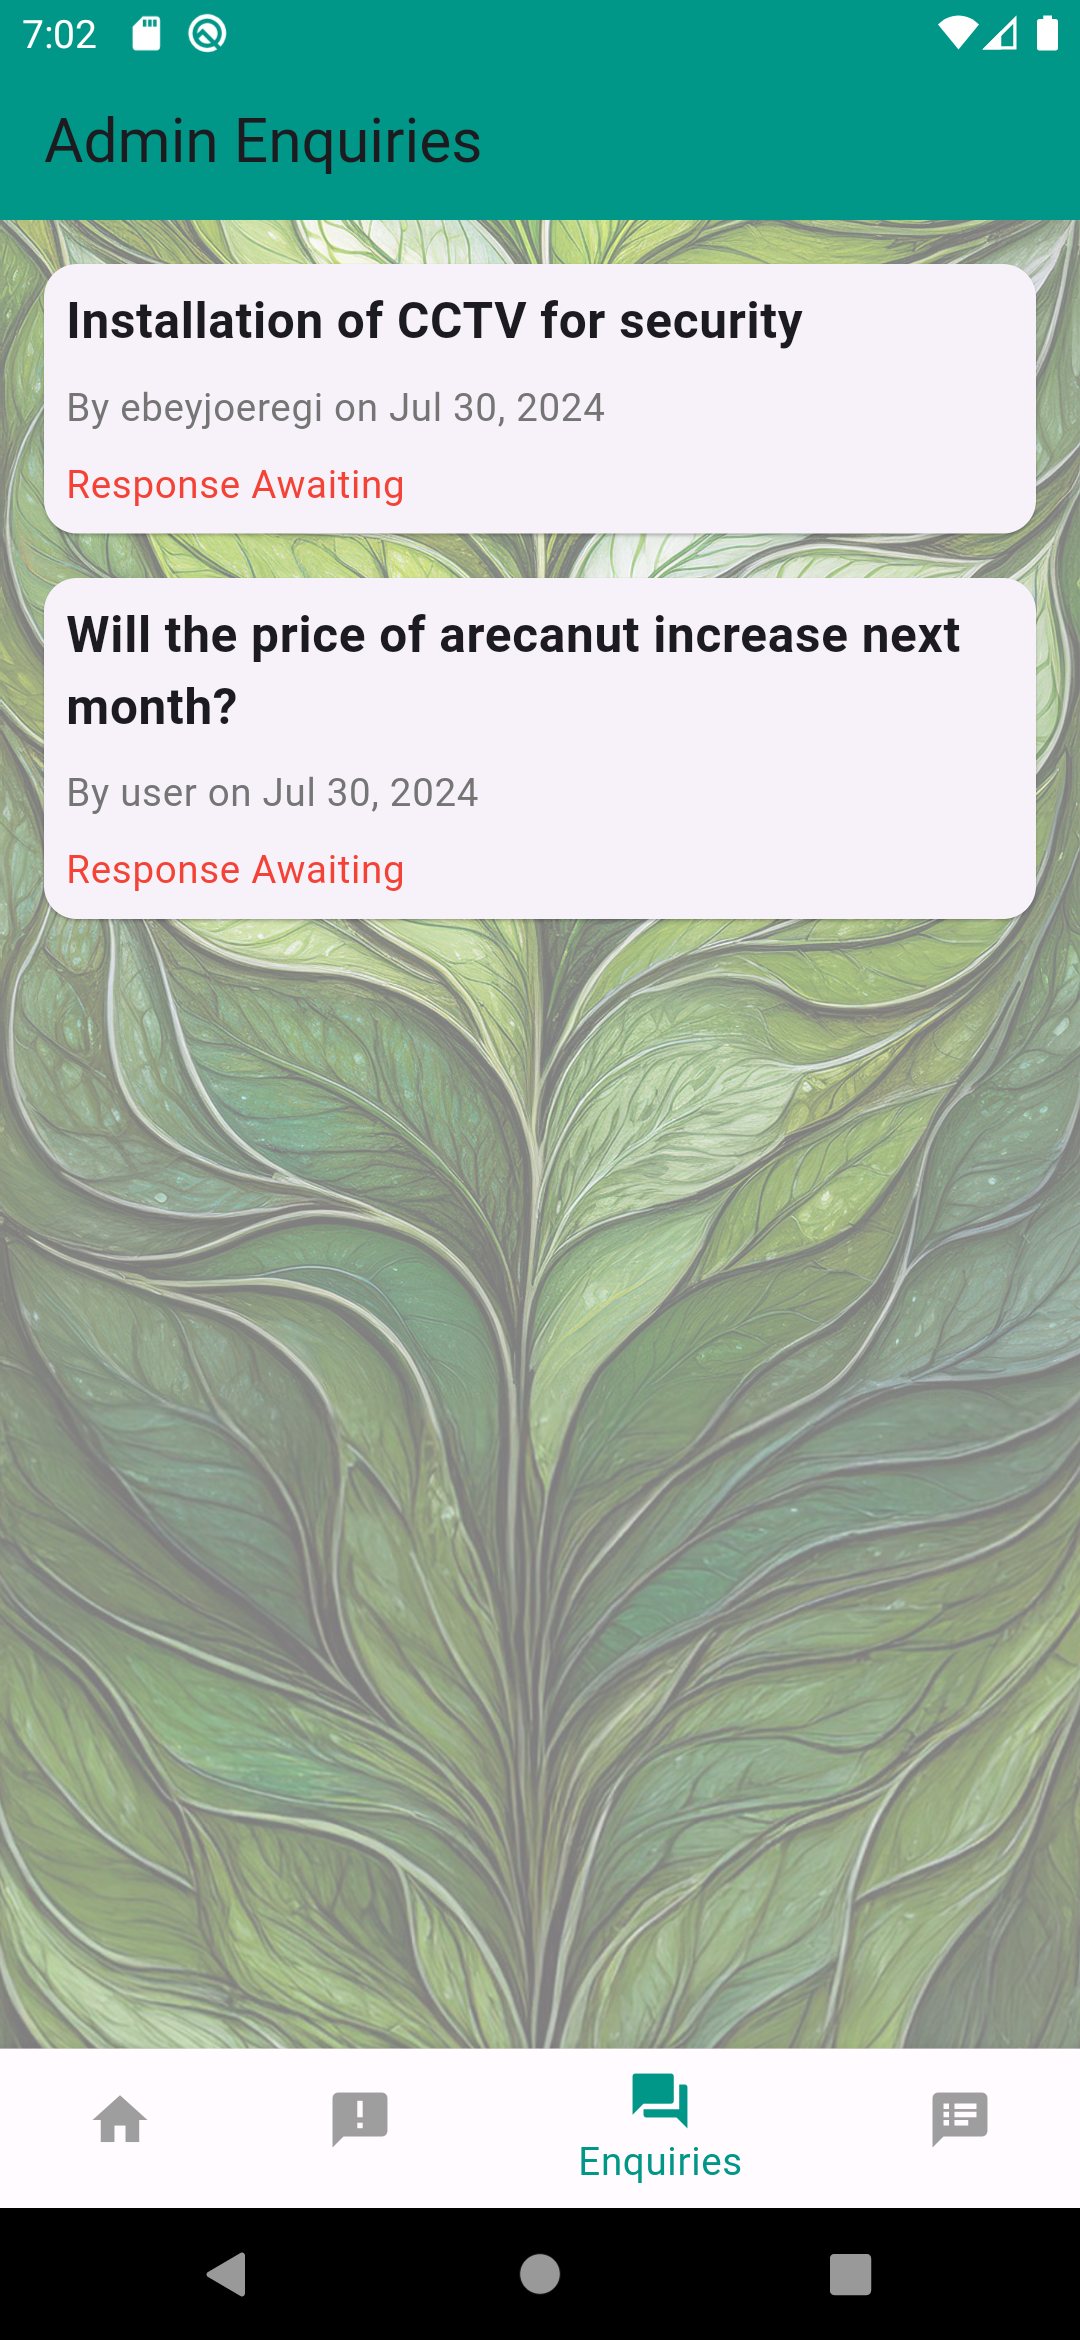 7:02
Admin Enquiries
Installation of CCTV for security
By ebeyjoeregi on Jul 30, 2024
Response Awaiting
Will the price of arecanut increase next
month?
By user on Jul 30, 2024
Response Awaiting
Enquiries